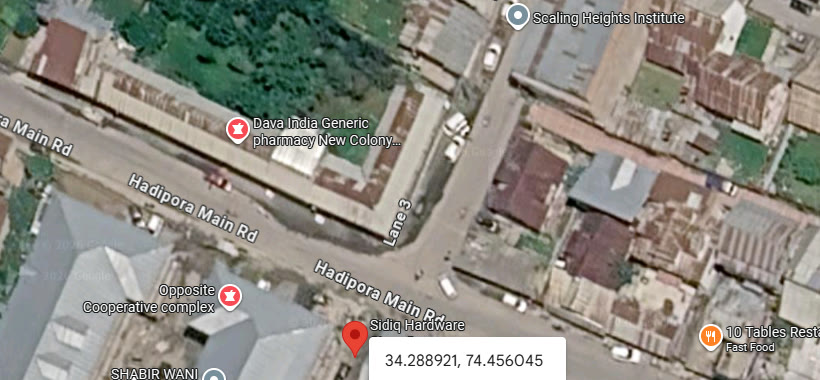 Scaling Heights Institute
Dava India Generic
pharmacy New Colony...
ra Main Rd
Hadipora Main Rd
Lane 3
Opposite
Cooperative complex
Hadipora Main Rd
Sidiq Hardware
34.288921, 74.456045
10 Tables Resta
Fast Food
SHABIR WANI